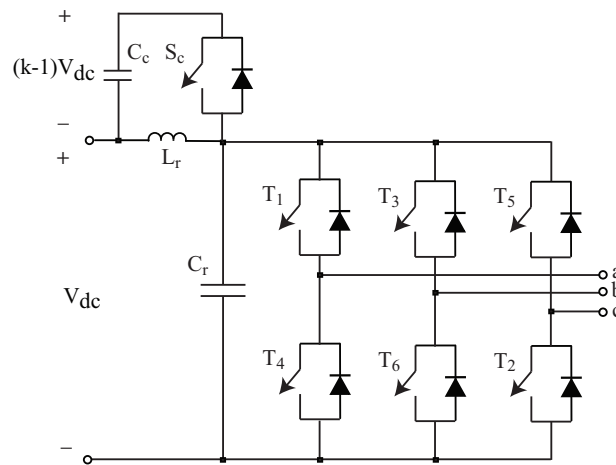 +
C_c S_c
(k-1)V_dc
−
+
L_r
T_1 T_3 T_5
C_r
a
b
c
V_dc
T_4 T_6 T_2
−